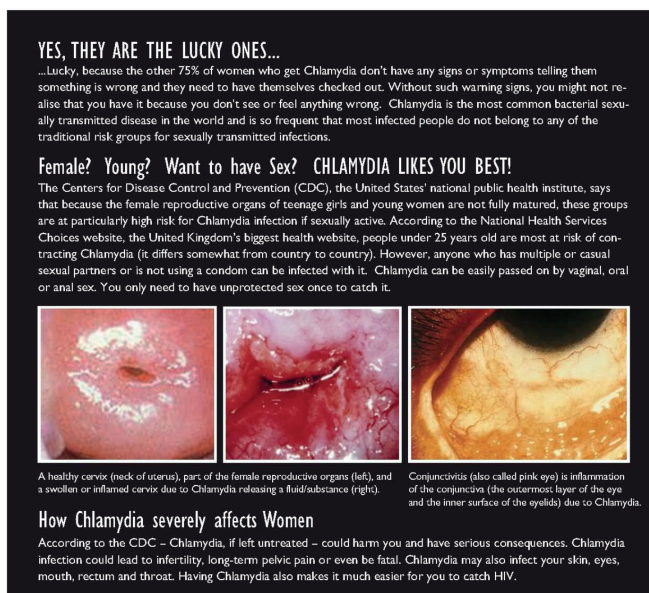 YES, THEY ARE THE LUCKY ONES...
...Lucky, because the other 75% of women who get Chlamydia don't have any signs or symptoms telling them
something is wrong and they need to have themselves checked out. Without such warning signs, you might not re-
alise that you have it because you don't see or feel anything wrong. Chlamydia is the most common bacterial sexu-
ally transmitted disease in the world and is so frequent that most infected people do not belong to any of the
traditional risk groups for sexually transmitted infections.
Female? Young? Want to have Sex? CHLAMYDIA LIKES YOU BEST!
The Centers for Disease Control and Prevention (CDC), the United States' national public health institute, says
that because the female reproductive organs of teenage girls and young women are not fully matured, these groups
are at particularly high risk for Chlamydia infection if sexually active. According to the National Health Services
Choices website, the United Kingdom's biggest health website, people under 25 years old are most at risk of con-
tracting Chlamydia (it differs somewhat from country to country). However, anyone who has multiple or casual
sexual partners or is not using a condom can be infected with it. Chlamydia can be easily passed on by vaginal, oral
or anal sex. You only need to have unprotected sex once to catch it.
A healthy cervix (neck of uterus), part of the female reproductive organs (left), and
a swollen or inflamed cervix due to Chlamydia releasing a fluid/substance (right).
Conjunctivitis (also called pink eye) is inflammation
of the conjunctiva (the outermost layer of the eye
and the inner surface of the eyelids) due to Chlamydia.
How Chlamydia severely affects Women
According to the CDC – Chlamydia, if left untreated – could harm you and have serious consequences. Chlamydia
infection could lead to infertility, long-term pelvic pain or even be fatal. Chlamydia may also infect your skin, eyes,
mouth, rectum and throat. Having Chlamydia also makes it much easier for you to catch HIV.